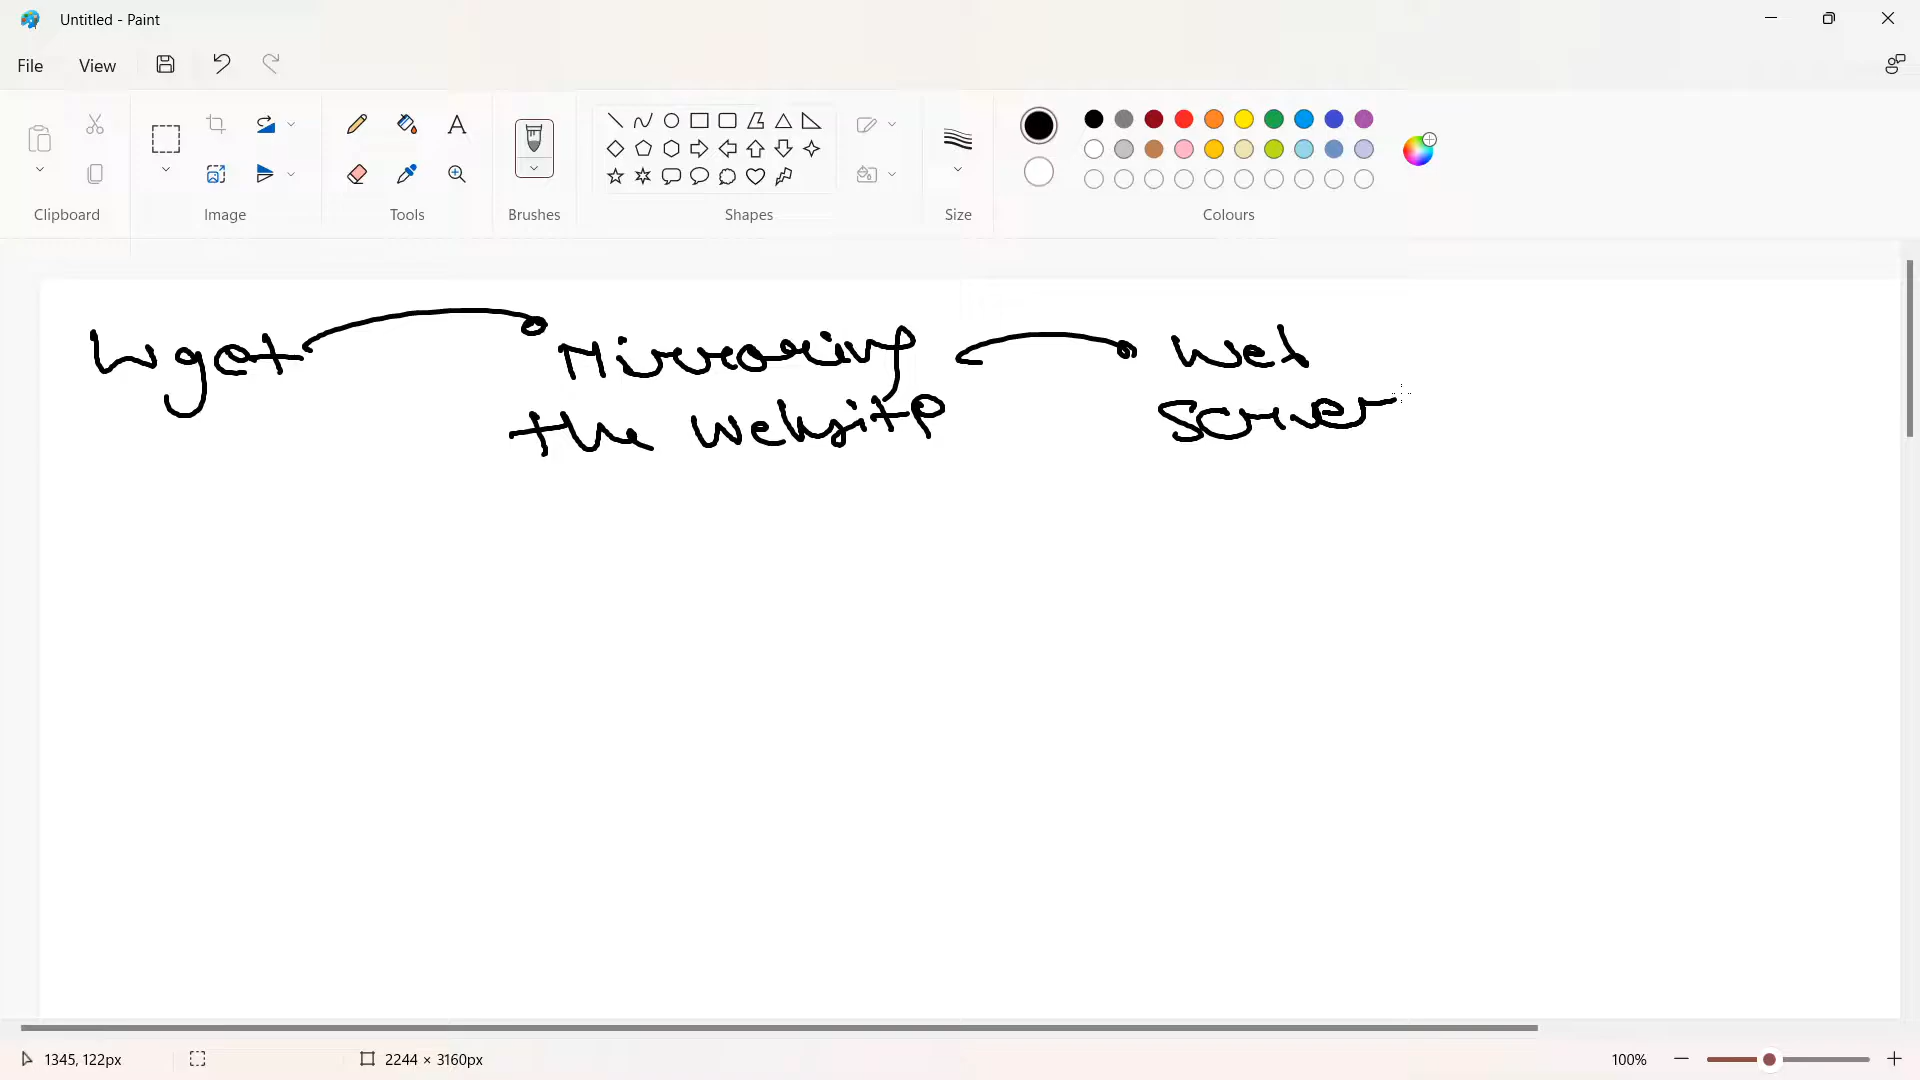 Untitled - Paint
File View
Clipboard Image Tools Brushes Shapes Size Colours
Wget Mirroring Web
the website Server
1345, 122px 2244 × 3160px 100%